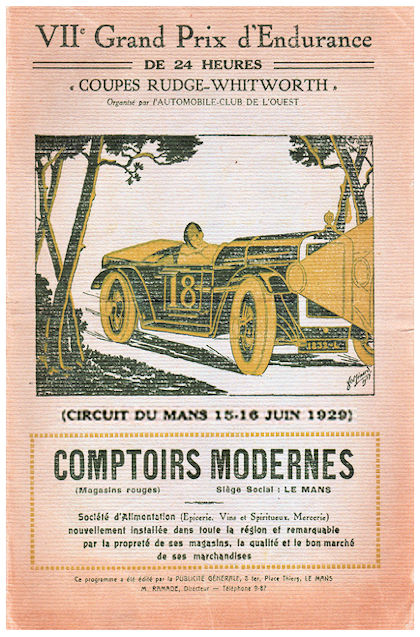 VIIe Grand Prix d'Endurance
DE 24 HEURES
« COUPES RUDGE-WHITWORTH »
Organisé par l'AUTOMOBILE-CLUB DE L'OUEST
18
(CIRCUIT DU MANS 15-16 JUIN 1929)
COMPTOIRS MODERNES
(Magasins rouges) Siège Social : LE MANS
Société d'Alimentation (Epicerie, Vins et Spiritueux, Mercerie)
nouvellement installée dans toute la région et remarquable
par la propreté de ses magasins, la qualité et le bon marché
de ses marchandises
Ce programme a été édité par la PUBLICITÉ GÉNÉRALE, 8 ter, Place Thiers, LE MANS
M. RAMADE, Directeur — Téléphone 9-87